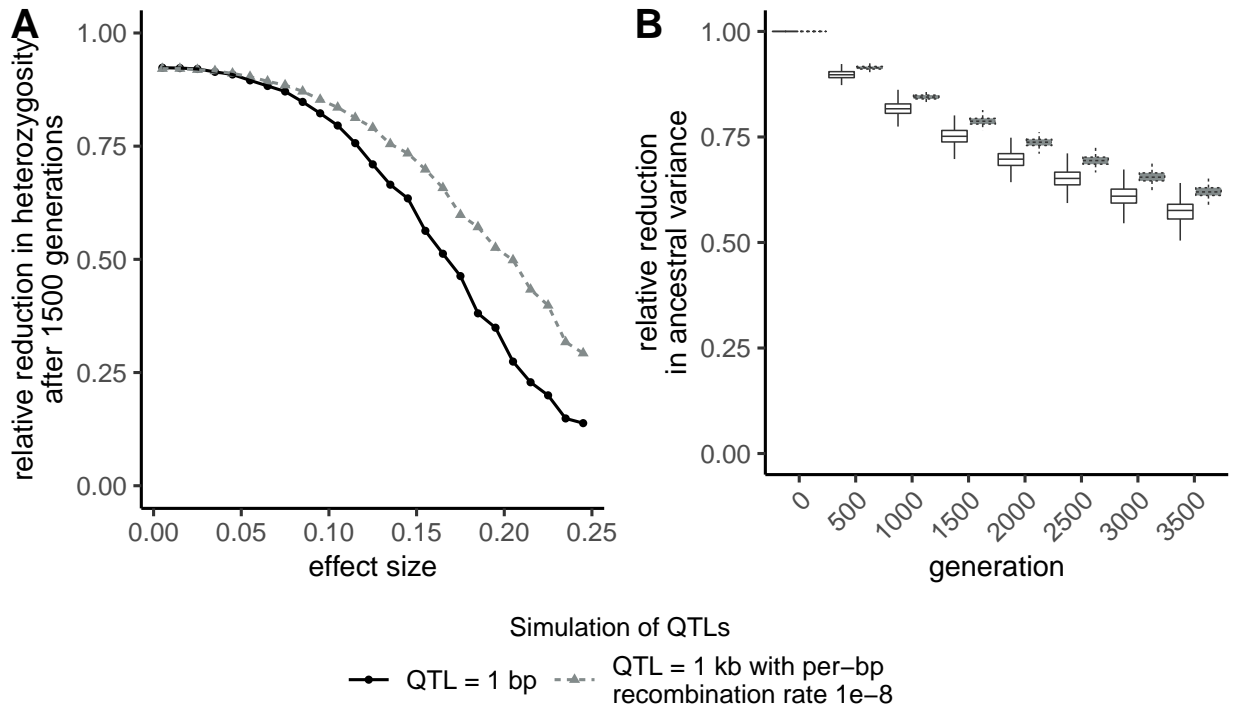 A
relative reduction in heterozygosity
after 1500 generations
1.00
0.75
0.50
0.25
0.00
0.00 0.05 0.10 0.15 0.20 0.25
effect size
B
relative reduction
in ancestral variance
1.00
0.75
0.50
0.25
0.00
0 500 1000 1500 2000 2500 3000 3500
generation
Simulation of QTLs
QTL = 1 bp
QTL = 1 kb with per−bp
recombination rate 1e−8